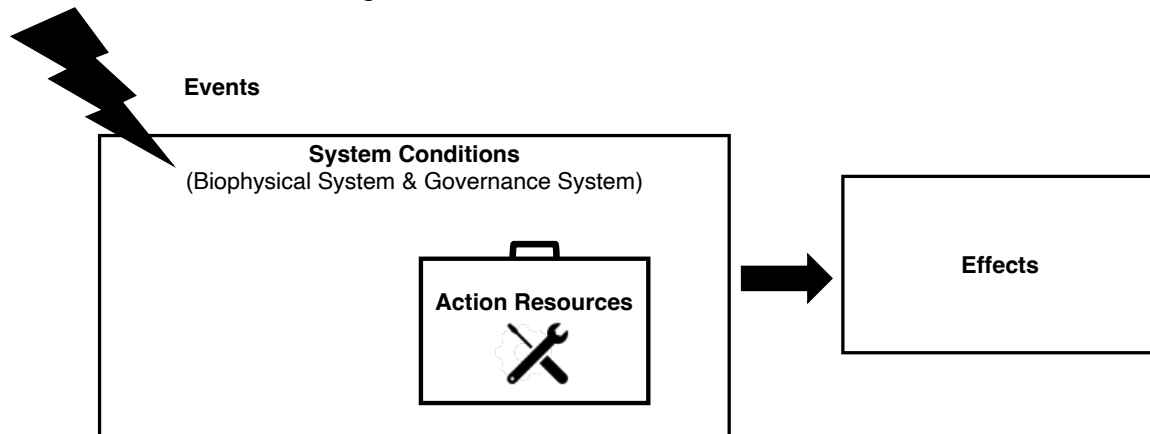 Events
System Conditions
(Biophysical System & Governance System)
Effects
Action Resources